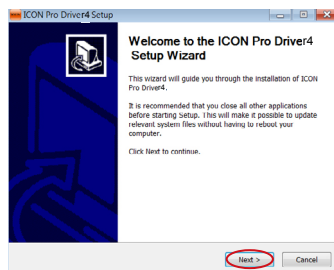 ICON Pro Driver4 Setup
Welcome to the ICON Pro Driver4
Setup Wizard
This wizard will guide you through the installation of ICON
Pro Driver4.
It is recommended that you close all other applications
before starting Setup. This will make it possible to update
relevant system files without having to reboot your
computer.
Click Next to continue.
Next >
Cancel